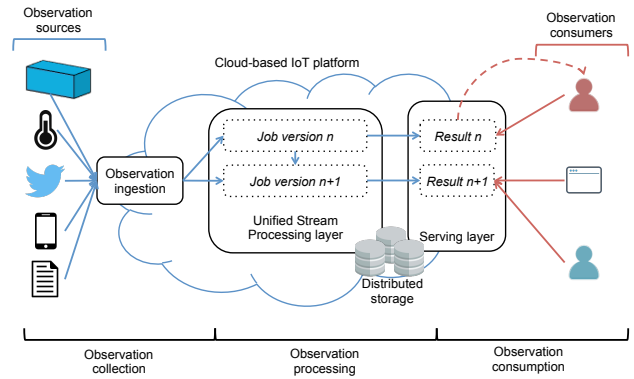 Observation
sources
Observation
consumers
Cloud-based IoT platform
Job version n
Result n
Observation
ingestion
Job version n+1
Result n+1
Unified Stream
Processing layer
Serving layer
Distributed
storage
Observation
collection
Observation
processing
Observation
consumption